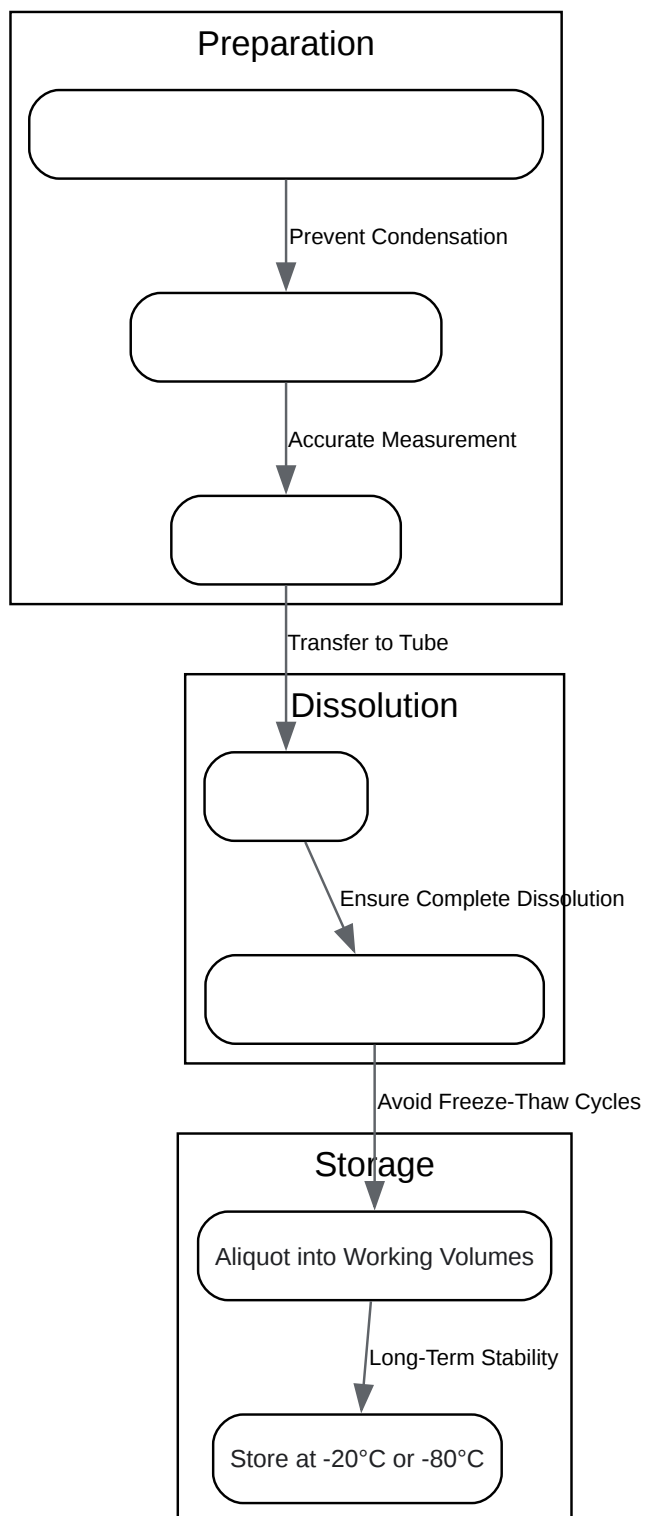 Preparation
Prevent Condensation
Accurate Measurement
Transfer to Tube
Dissolution
Ensure Complete Dissolution
Avoid Freeze-Thaw Cycles
Storage
Aliquot into Working Volumes
Long-Term Stability
Store at -20°C or -80°C